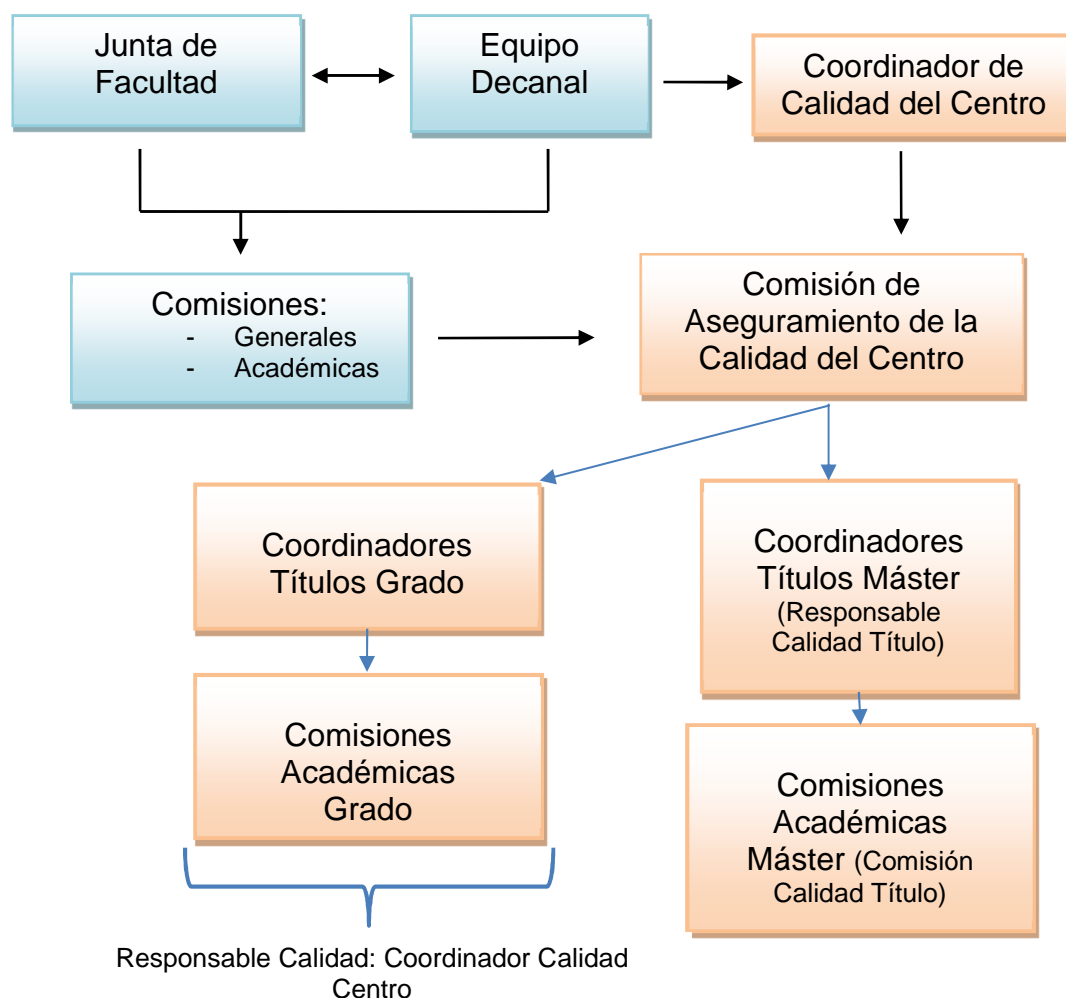 Junta de
Facultad
Equipo
Decanal
Coordinador de
Calidad del Centro
Comisiones:
- Generales
- Académicas
Comisión de
Aseguramiento de la
Calidad del Centro
Coordinadores
Títulos Grado
Coordinadores
Títulos Máster
(Responsable
Calidad Título)
Comisiones
Académicas
Grado
Comisiones
Académicas
Máster (Comisión
Calidad Título)
Responsable Calidad: Coordinador Calidad
Centro